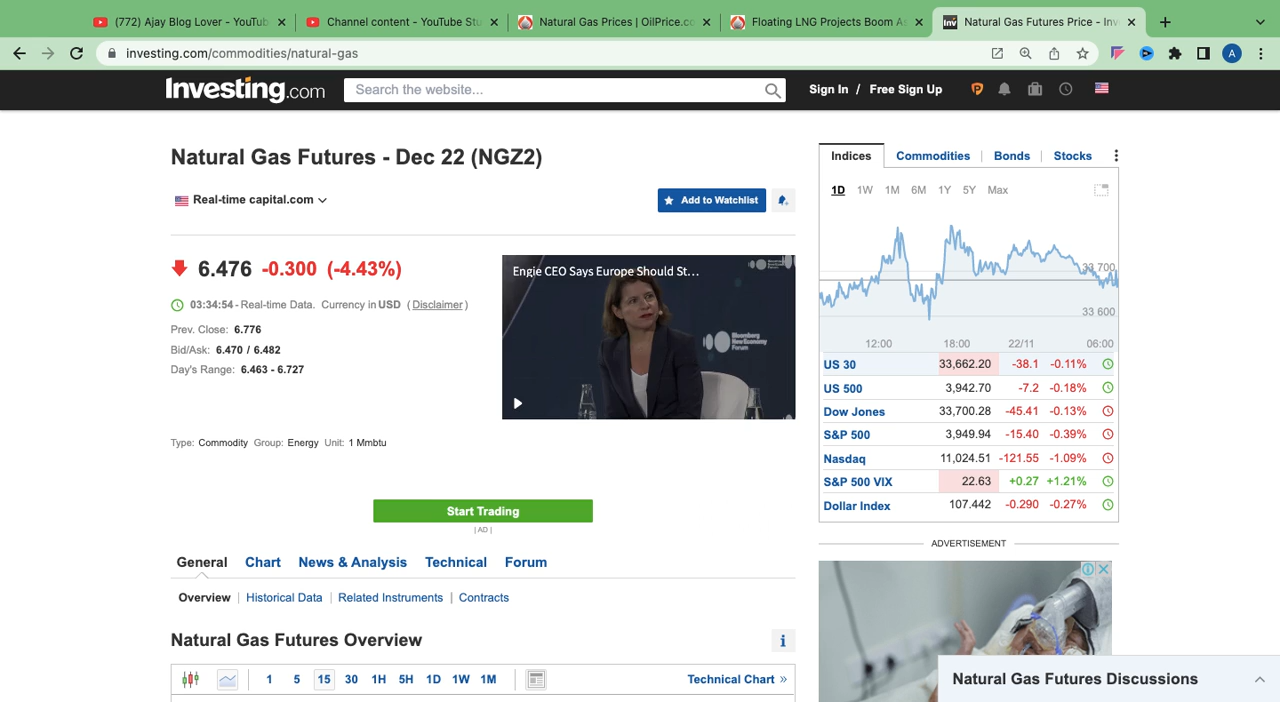 (772) Ajay Blog Lover - YouTub
Channel content - YouTube Stu
Natural Gas Prices | OilPrice.co
Floating LNG Projects Boom A
Natural Gas Futures Price - Inv
investing.com/commodities/natural-gas
A
Investing.com
Search the website...
Sign In / Free Sign Up
Natural Gas Futures - Dec 22 (NGZ2)
Real-time capital.com
Add to Watchlist
6.476 -0.300 (-4.43%)
03:34:54 - Real-time Data. Currency in USD (Disclaimer)
Prev. Close: 6.776
Bid/Ask: 6.470 / 6.482
Day's Range: 6.463 - 6.727
Engie CEO Says Europe Should St...
Bloomberg
New Economy
Forum
Type: Commodity Group: Energy Unit: 1 Mmbtu
Start Trading
| AD |
General Chart News & Analysis Technical Forum
Overview | Historical Data | Related Instruments | Contracts
Natural Gas Futures Overview
i
1 5 15 30 1H 5H 1D 1W 1M
Technical Chart »
Indices Commodities Bonds Stocks
1D 1W 1M 6M 1Y 5Y Max
33 700
33 600
12:00 18:00 22/11 06:00
US 30 33,662.20 -38.1 -0.11%
US 500 3,942.70 -7.2 -0.18%
Dow Jones 33,700.28 -45.41 -0.13%
S&P 500 3,949.94 -15.40 -0.39%
Nasdaq 11,024.51 -121.55 -1.09%
S&P 500 VIX 22.63 +0.27 +1.21%
Dollar Index 107.442 -0.290 -0.27%
ADVERTISEMENT
Natural Gas Futures Discussions